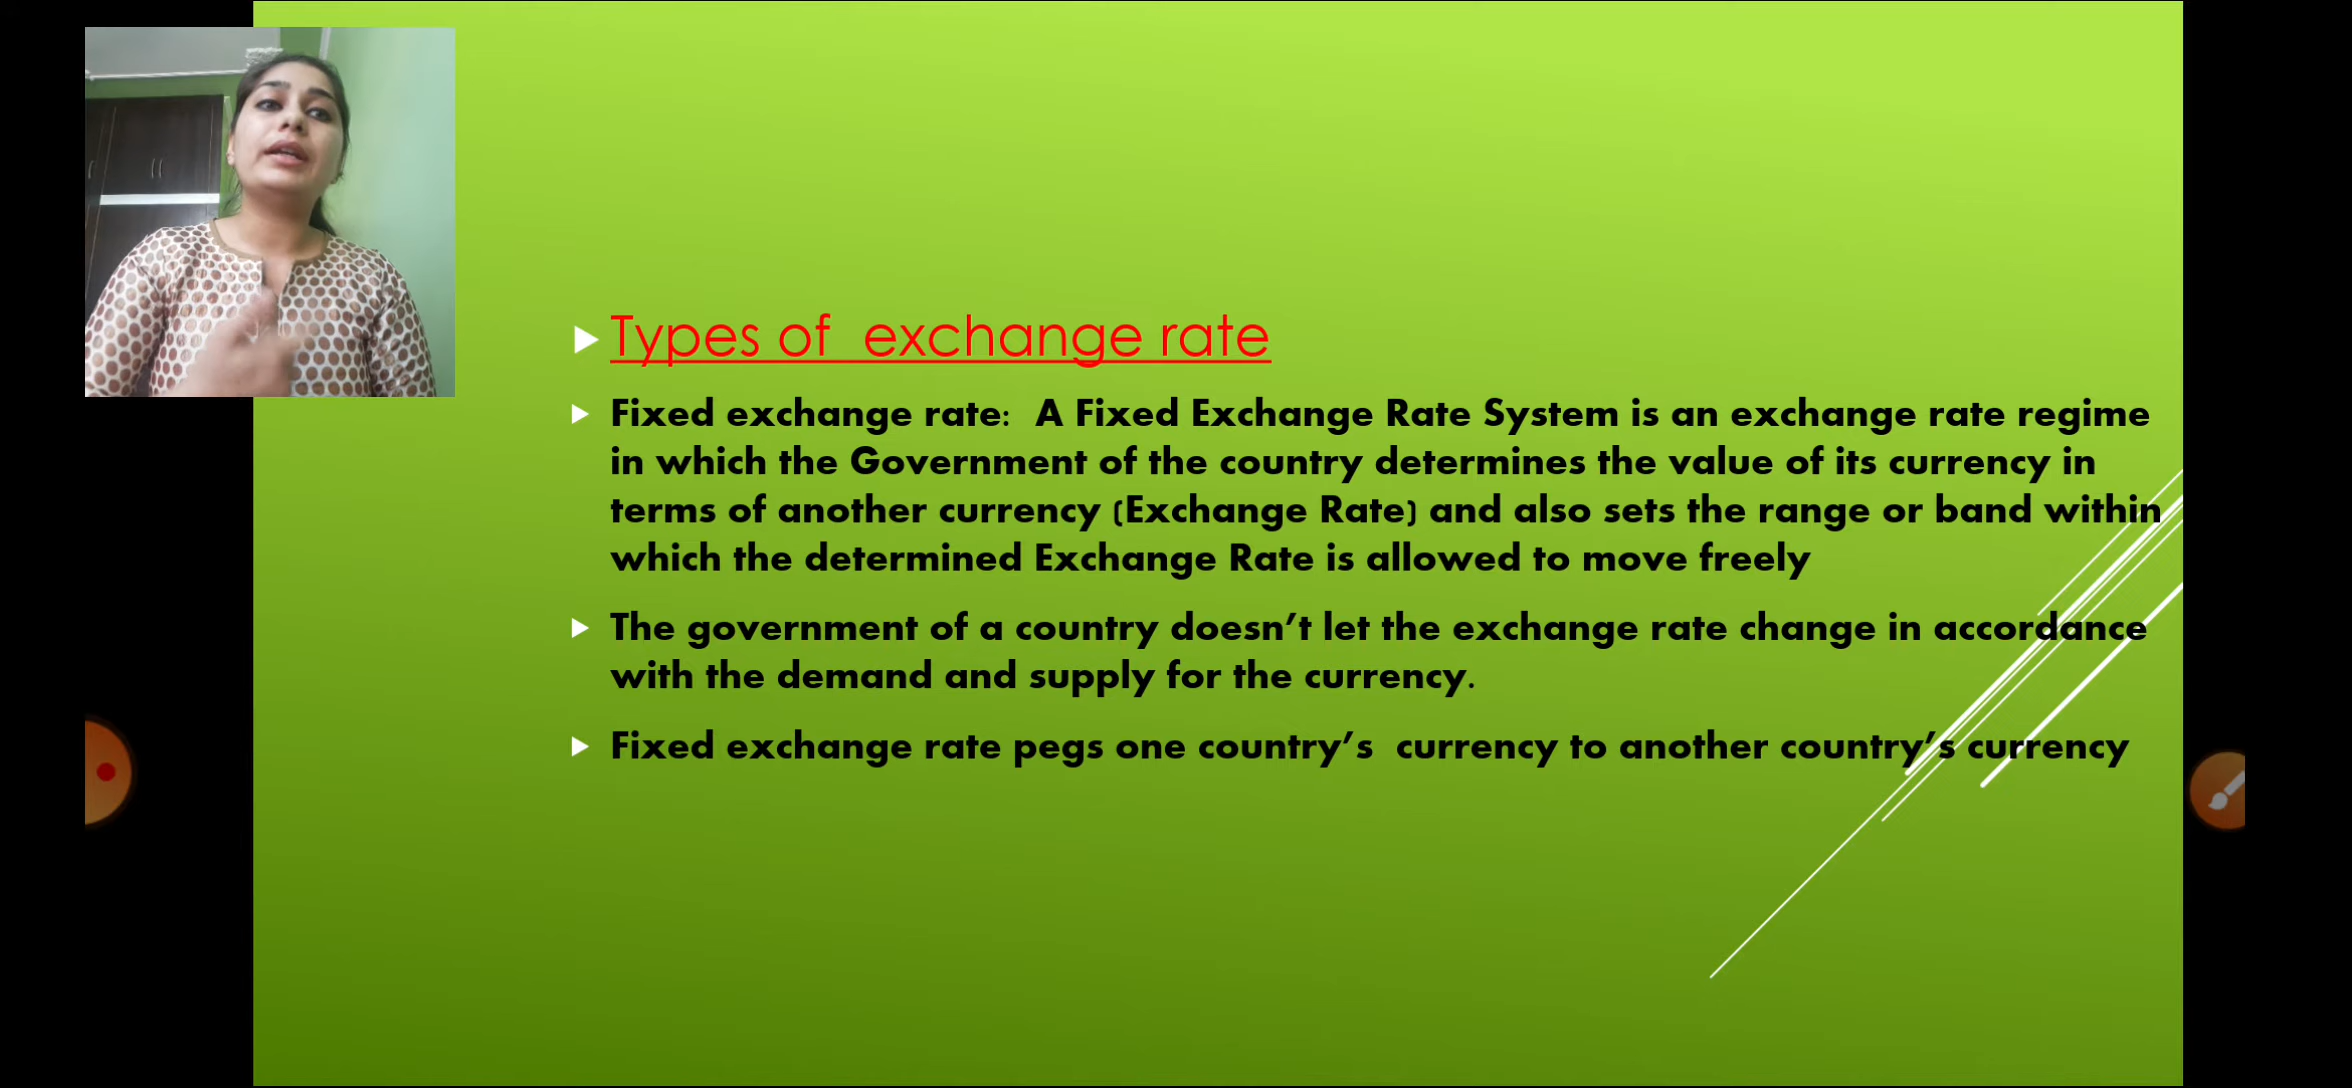 Types of  exchange rate
Fixed exchange rate:  A Fixed Exchange Rate System is an exchange rate regime
in which the Government of the country determines the value of its currency in
terms of another currency (Exchange Rate) and also sets the range or band within
which the determined Exchange Rate is allowed to move freely
The government of a country doesn’t let the exchange rate change in accordance
with the demand and supply for the currency.
Fixed exchange rate pegs one country’s  currency to another country’s currency